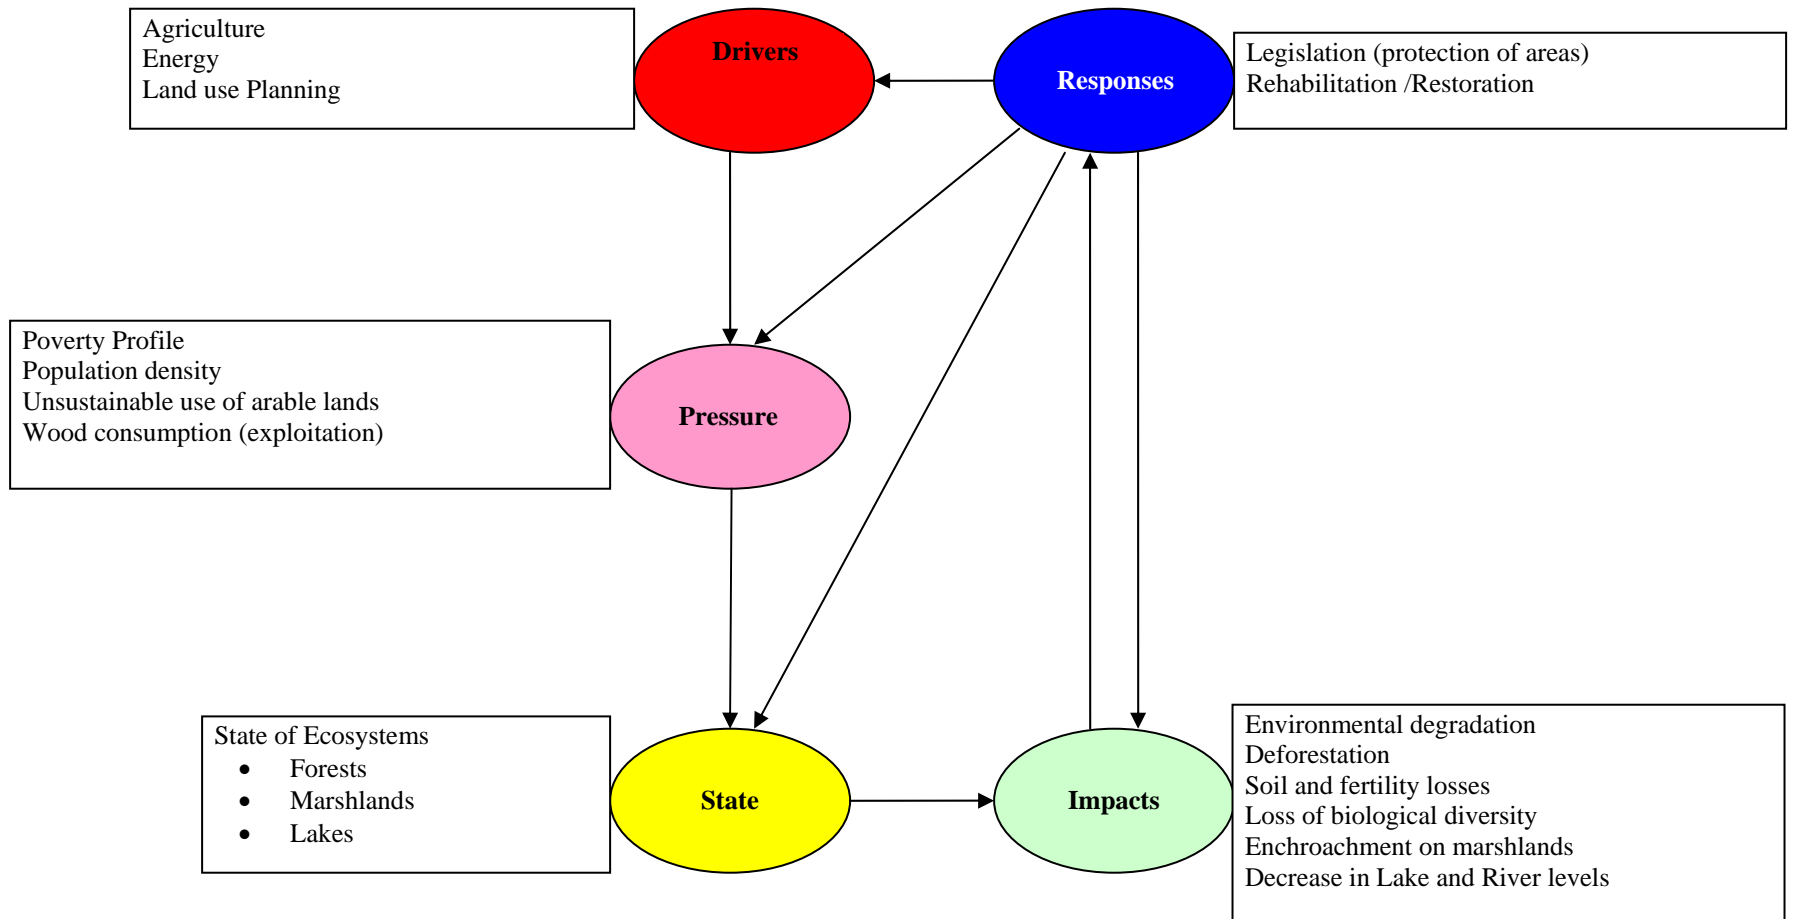 Agriculture
Energy
Land use Planning
Drivers
Responses
Legislation (protection of areas)
Rehabilitation /Restoration
Poverty Profile
Population density
Unsustainable use of arable lands
Wood consumption (exploitation)
Pressure
State of Ecosystems
• Forests
• Marshlands
• Lakes
State
Impacts
Environmental degradation
Deforestation
Soil and fertility losses
Loss of biological diversity
Enchroachment on marshlands
Decrease in Lake and River levels